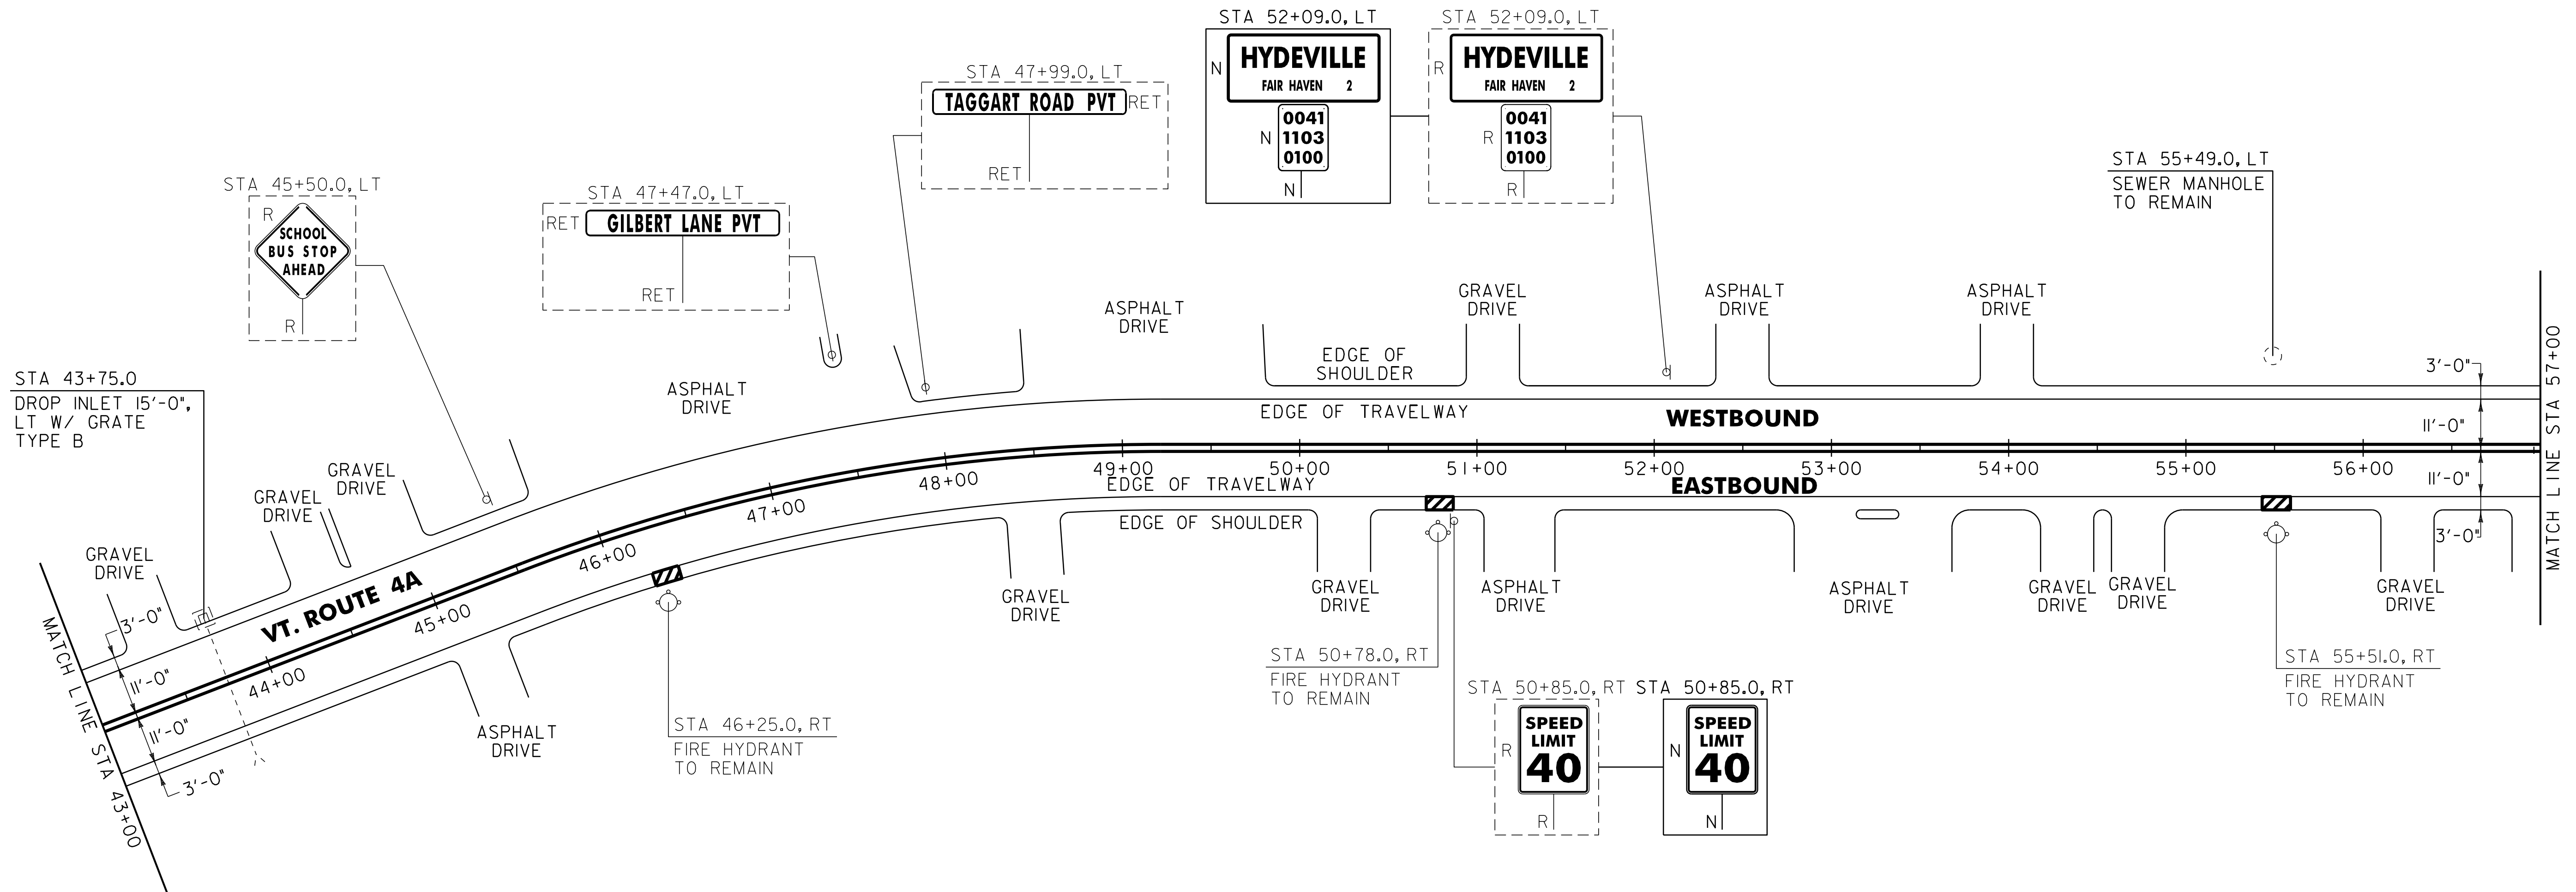 STA 52+09.0, LT
N
HYDEVILLE
FAIR HAVEN 2
N
0041
1103
0100
N
STA 52+09.0, LT
R
HYDEVILLE
FAIR HAVEN 2
R
0041
1103
0100
R
STA 47+99.0, LT
TAGGART ROAD PVT
RET
RET
STA 45+50.0, LT
R
SCHOOL
BUS STOP
AHEAD
R
STA 47+47.0, LT
RET
GILBERT LANE PVT
RET
STA 55+49.0, LT
SEWER MANHOLE
TO REMAIN
STA 43+75.0
DROP INLET 15'-0",
LT W/ GRATE
TYPE B
GRAVEL
DRIVE
GRAVEL
DRIVE
GRAVEL
DRIVE
ASPHALT
DRIVE
ASPHALT
DRIVE
EDGE OF
SHOULDER
GRAVEL
DRIVE
ASPHALT
DRIVE
ASPHALT
DRIVE
3'-0"
11'-0"
11'-0"
3'-0"
MATCH LINE STA 57+00
EDGE OF TRAVELWAY
WESTBOUND
VT. ROUTE 4A
44+00
45+00
46+00
47+00
48+00
49+00
50+00
51+00
52+00
53+00
54+00
55+00
56+00
EDGE OF TRAVELWAY
EASTBOUND
EDGE OF SHOULDER
MATCH LINE STA 43+00
3'-0"
11'-0"
11'-0"
3'-0"
ASPHALT
DRIVE
GRAVEL
DRIVE
GRAVEL
DRIVE
ASPHALT
DRIVE
ASPHALT
DRIVE
GRAVEL
DRIVE
GRAVEL
DRIVE
GRAVEL
DRIVE
STA 46+25.0, RT
FIRE HYDRANT
TO REMAIN
STA 50+78.0, RT
FIRE HYDRANT
TO REMAIN
STA 50+85.0, RT
R
SPEED
LIMIT
40
R
STA 50+85.0, RT
N
SPEED
LIMIT
40
N
STA 55+51.0, RT
FIRE HYDRANT
TO REMAIN